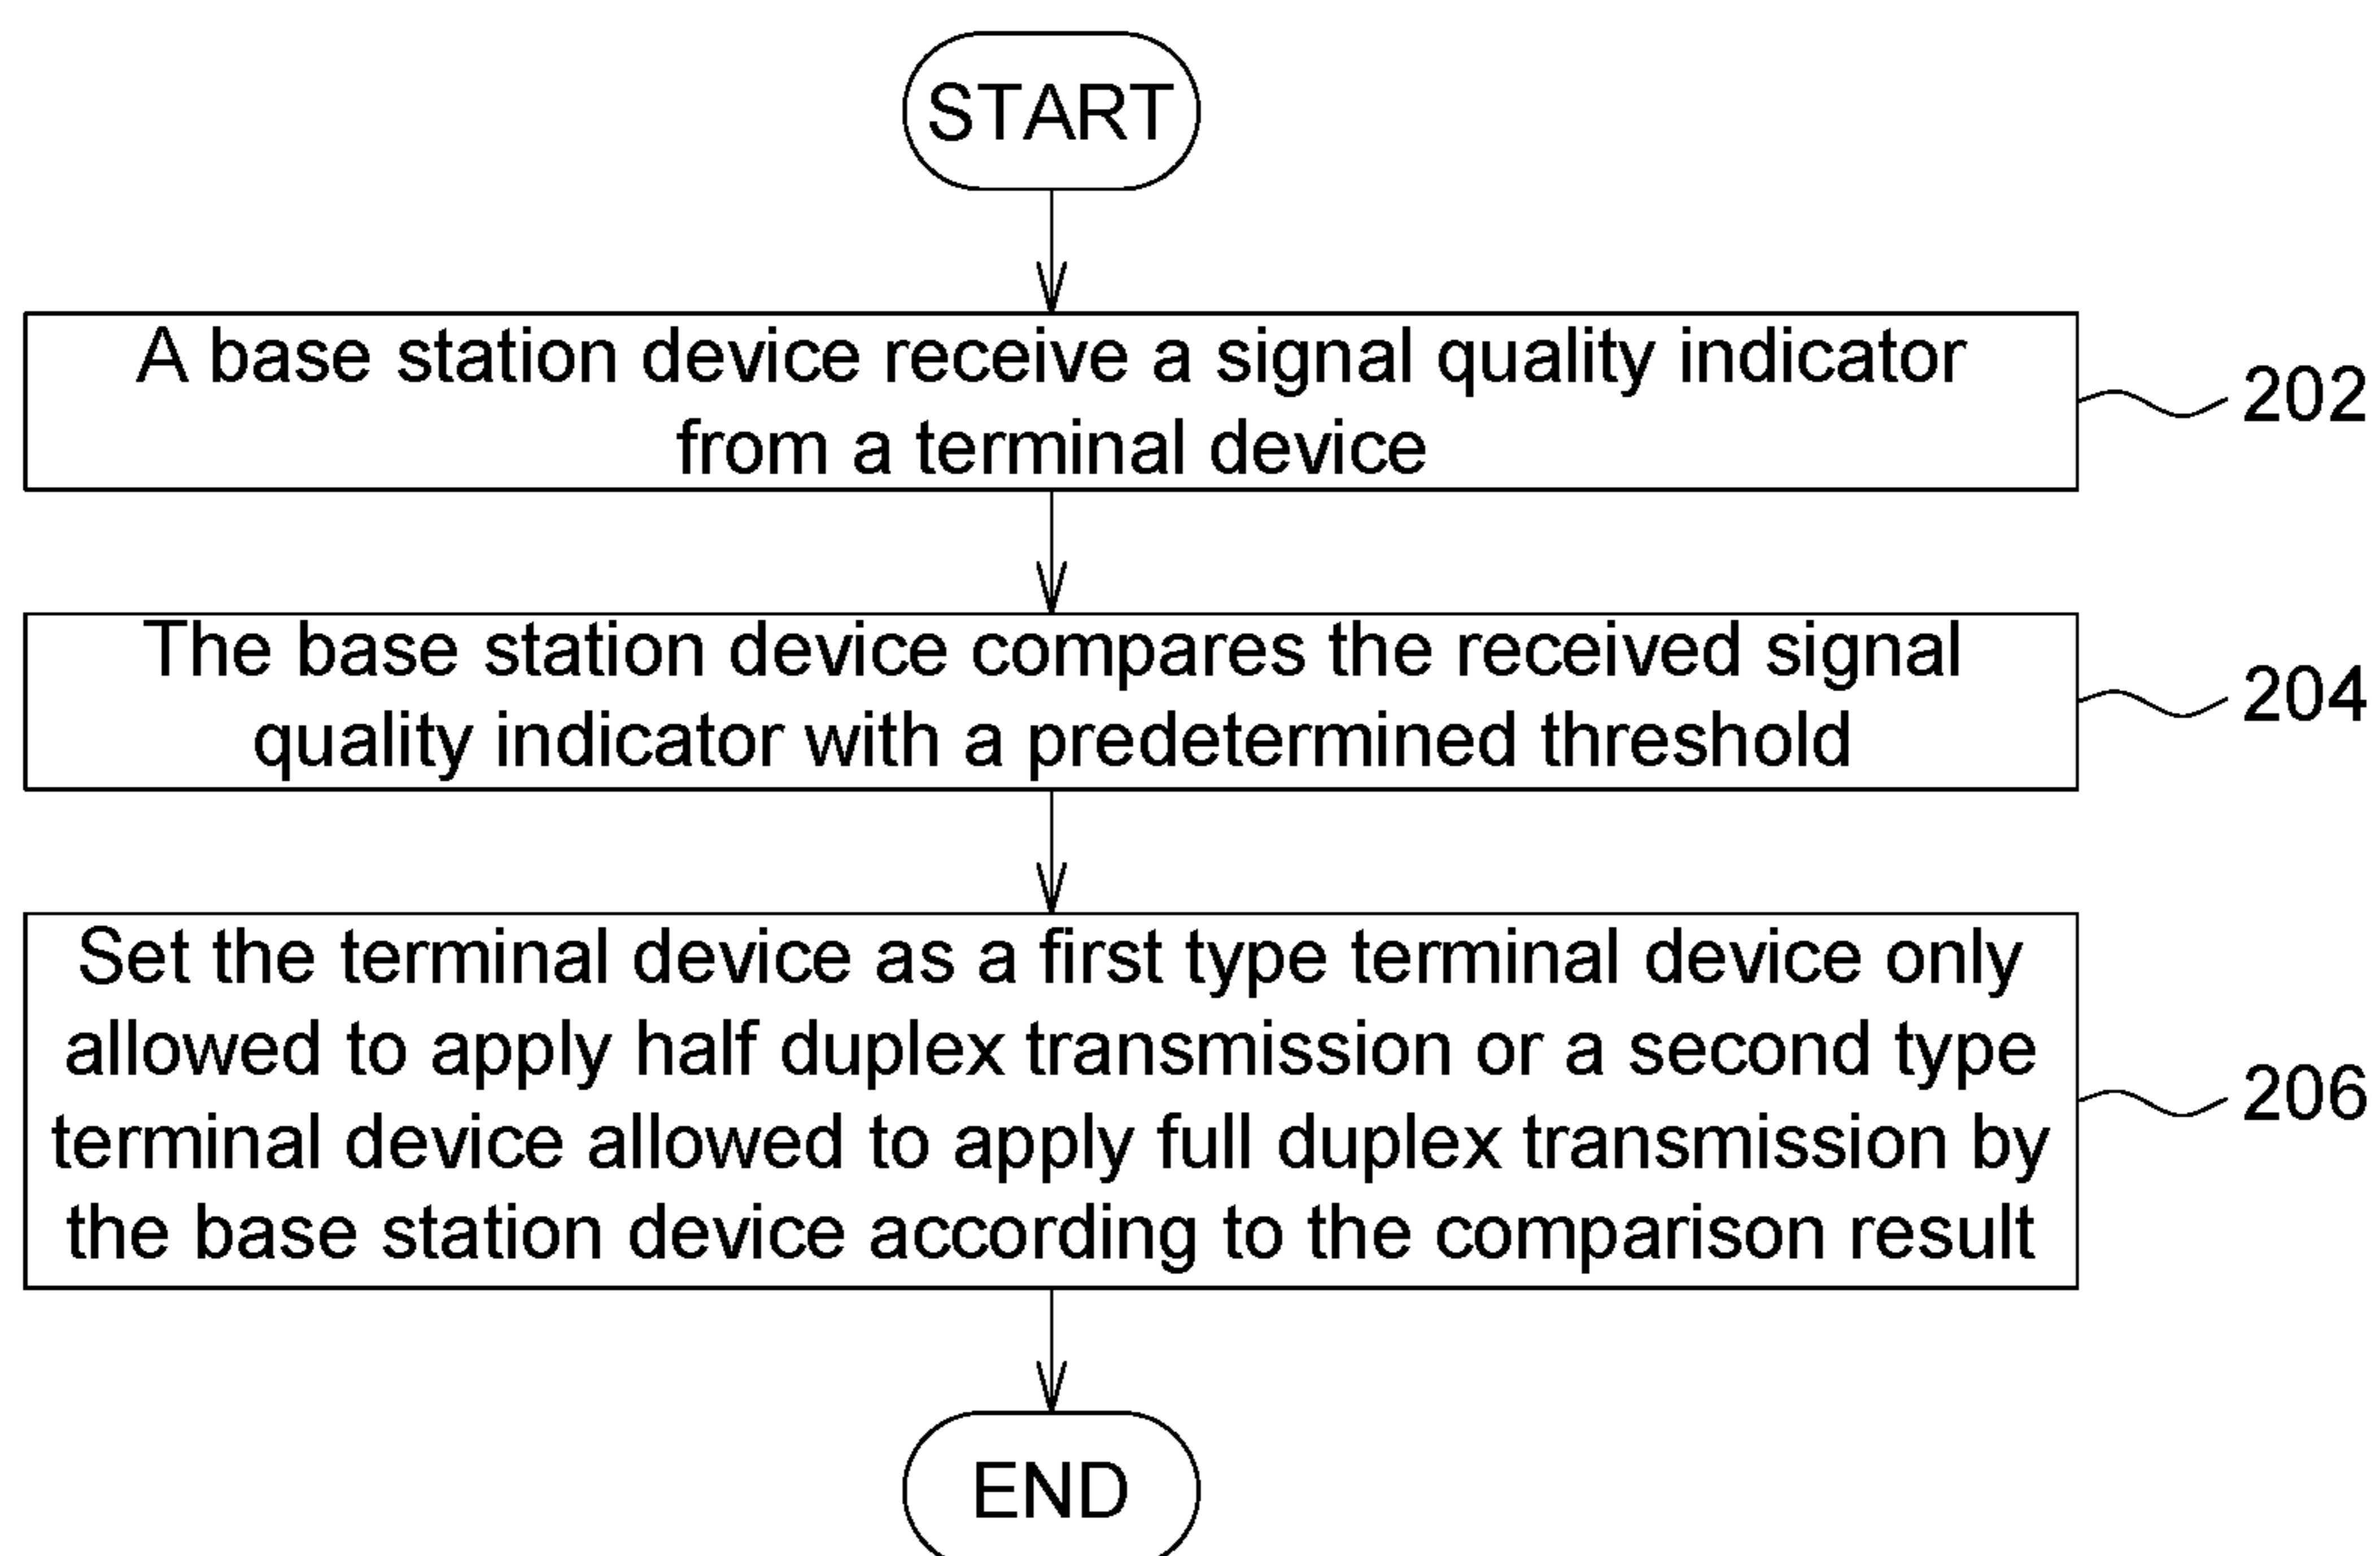 START
A base station device receive a signal quality indicator
from a terminal device
202
The base station device compares the received signal
quality indicator with a predetermined threshold
204
Set the terminal device as a first type terminal device only
allowed to apply half duplex transmission or a second type
terminal device allowed to apply full duplex transmission by
the base station device according to the comparison result
206
END